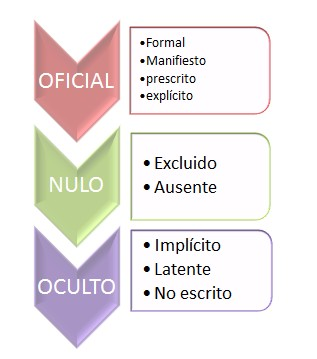 OFICIAL
•Formal
•Manifiesto
•prescrito
•explícito
NULO
•Excluido
•Ausente
OCULTO
•Implícito
•Latente
•No escrito